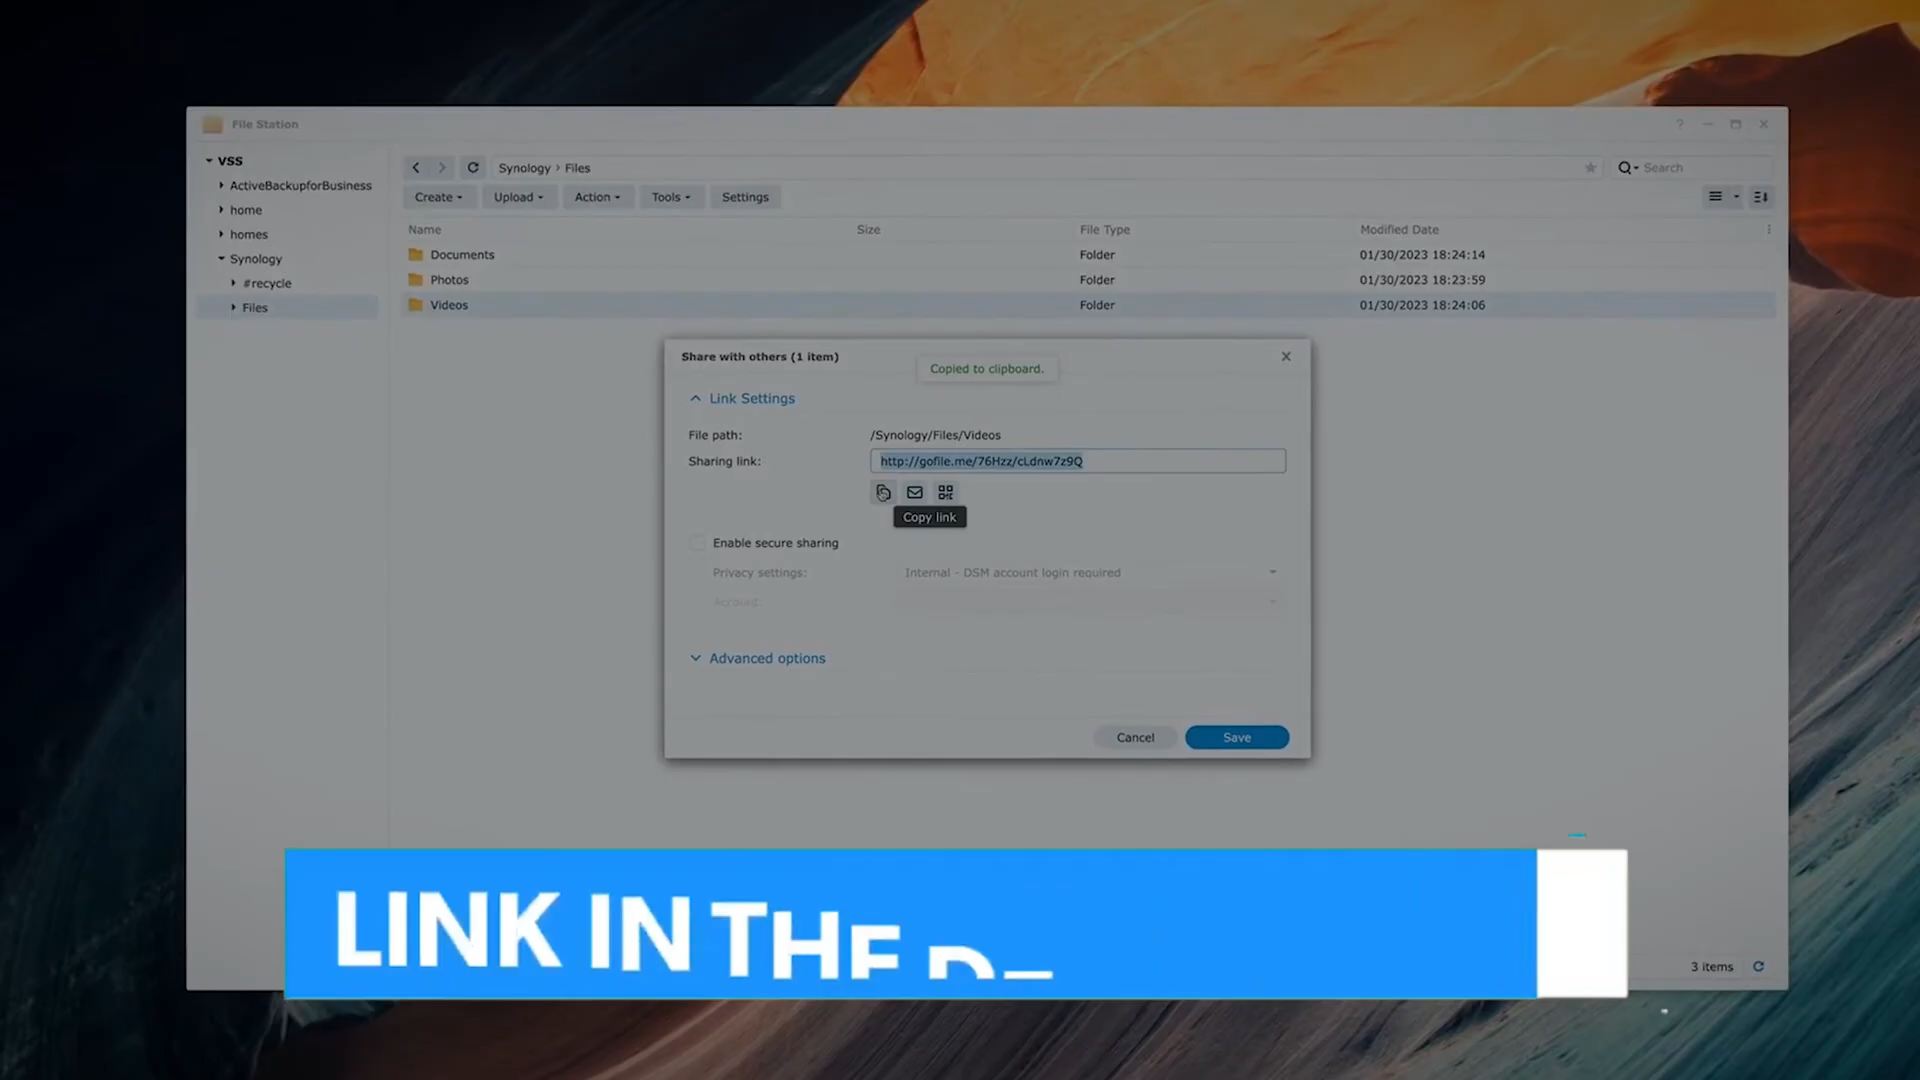 File Station
?
VSS
ActiveBackupforBusiness
home
homes
Synology
#recycle
Files
Synology › Files
Search
Create
Upload
Action
Tools
Settings
Name Size File Type Modified Date
Documents Folder 01/30/2023 18:24:14
Photos Folder 01/30/2023 18:23:59
Videos Folder 01/30/2023 18:24:06
Share with others (1 item)
Copied to clipboard.
Link Settings
File path: /Synology/Files/Videos
Sharing link: http://gofile.me/76Hzz/cLdnw7z9Q
Copy link
Enable secure sharing
Privacy settings: Internal - DSM account login required
Account:
Advanced options
Cancel
Save
LINK IN THE
3 items